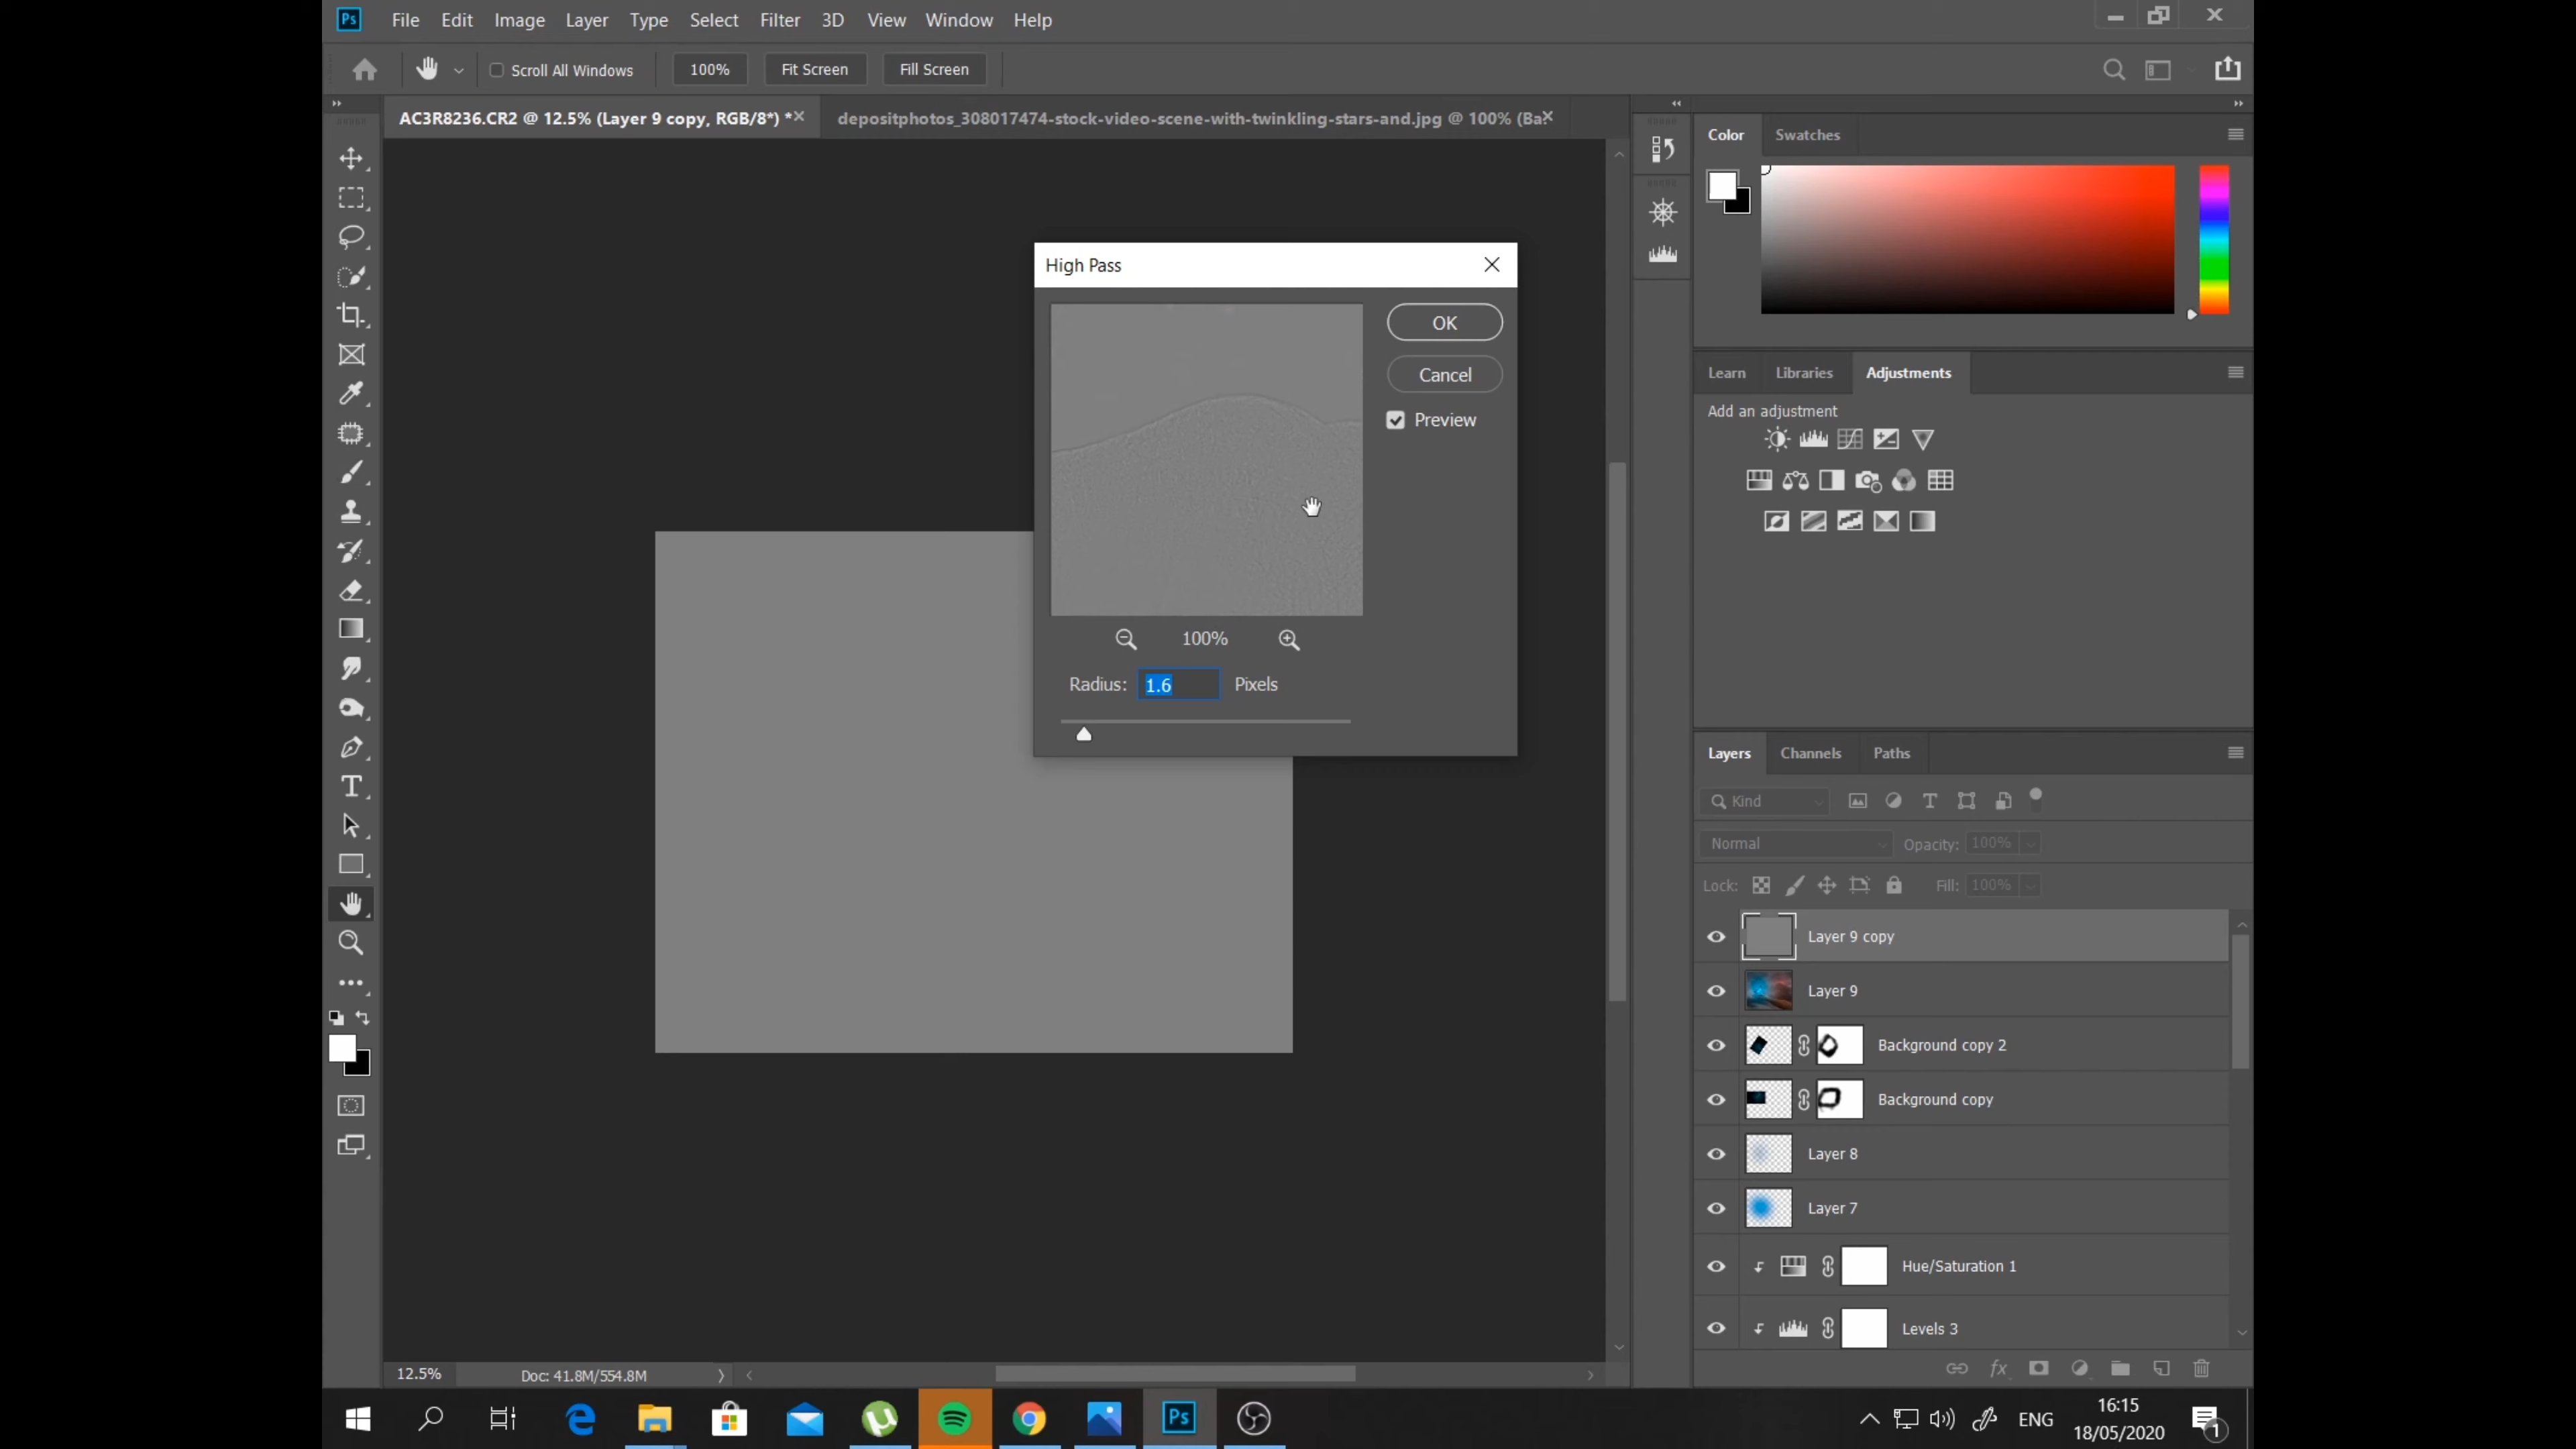 Ps File Edit Image Layer Type Select Filter 3D View Window Help
Scroll All Windows 100% Fit Screen Fill Screen
AC3R8236.CR2 @ 12.5% (Layer 9 copy, RGB/8*) *
depositphotos_308017474-stock-video-scene-with-twinkling-stars-and.jpg @ 100% (Ba
High Pass
OK
Cancel
Preview
100%
Radius: 1.6 Pixels
Color Swatches
Learn Libraries Adjustments
Add an adjustment
Layers Channels Paths
Kind
Normal Opacity: 100%
Lock: Fill: 100%
Layer 9 copy
Layer 9
Background copy 2
Background copy
Layer 8
Layer 7
Hue/Saturation 1
Levels 3
fx
12.5% Doc: 41.8M/554.8M
Ps
ENG
16:15
18/05/2020
1